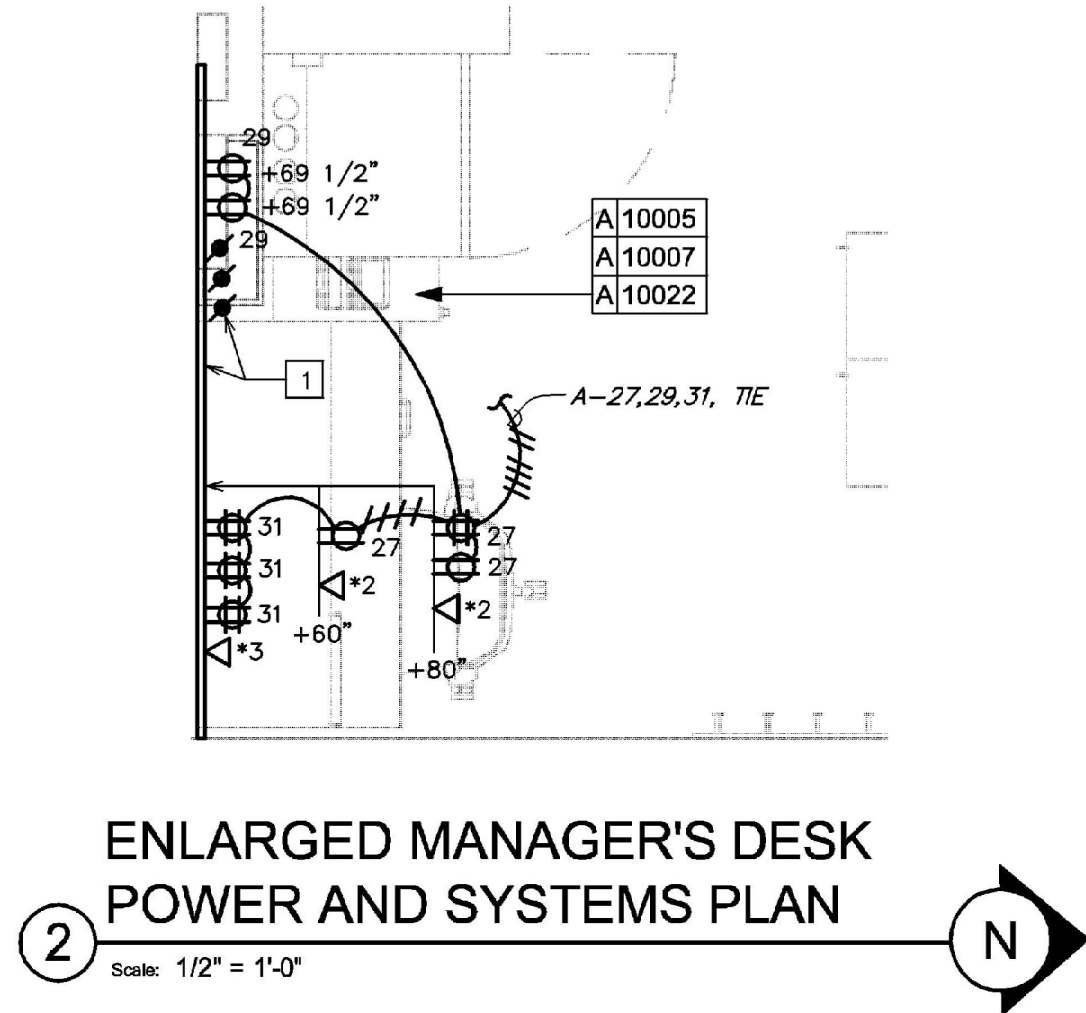 29
+69 1/2"
+69 1/2"
29
A 10005
A 10007
A 10022
1
A-27,29,31, TIE
31
27
27
31
27
*2
31
*2
+60"
*3
+80"
ENLARGED MANAGER'S DESK
POWER AND SYSTEMS PLAN
2
N
Scale: 1/2" = 1'-0"